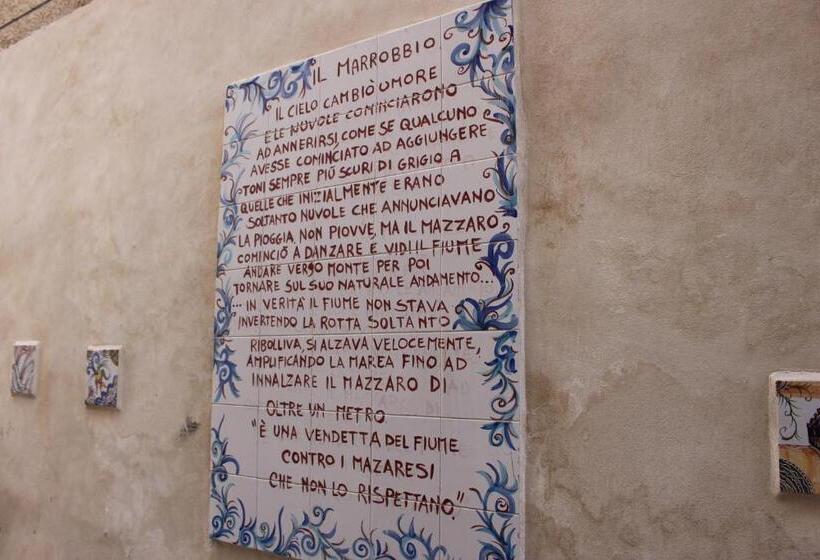 IL MARROBBIO
IL CIELO CAMBIÒ UMORE
E LE NUVOLE COMINCIARONO
AD ANNERIRSI, COME SE QUALCUNO
AVESSE COMINCIATO AD AGGIUNGERE
TONI SEMPRE PIÚ SCURI DI GRIGIO A
QUELLE CHE INIZIALMENTE ERANO
SOLTANTO NUVOLE CHE ANNUNCIAVANO
LA PIOGGIA. NON PIOVVE, MA IL MAZZARO
COMINCIÒ A DANZARE E VIDI IL FIUME
ANDARE VERSO MONTE PER POI
TORNARE SUL SUO NATURALE ANDAMENTO...
... IN VERITÀ IL FIUME NON STAVA
INVERTENDO LA ROTTA SOLTANTO
RIBOLLIVA, SI ALZAVA VELOCEMENTE,
AMPLIFICANDO LA MAREA FINO AD
INNALZARE IL MAZZARO DI
OLTRE UN METRO
"È UNA VENDETTA DEL FIUME
CONTRO I MAZARESI
CHE NON LO RISPETTANO."